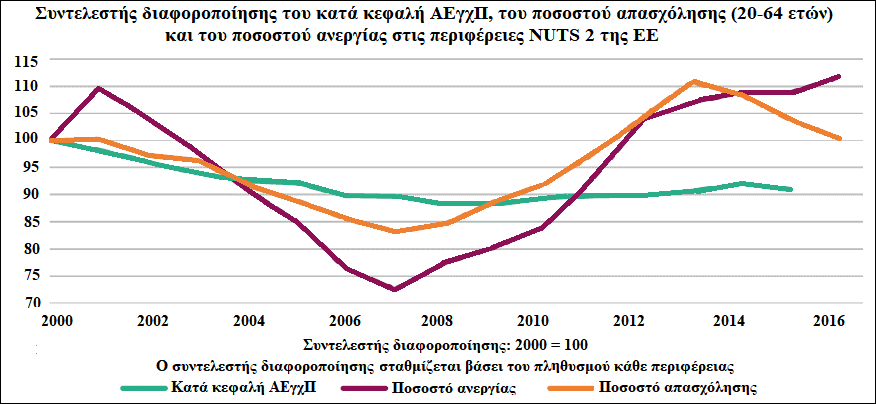 Συντελεστής διαφοροποίησης του κατά κεφαλή ΑΕγχΠ, του ποσοστού απασχόλησης (20-64 ετών)
και του ποσοστού ανεργίας στις περιφέρειες NUTS 2 της ΕΕ
115
110
105
100
95
90
85
80
75
70
2000 2002 2004 2006 2008 2010 2012 2014 2016
Συντελεστής διαφοροποίησης: 2000 = 100
Ο συντελεστής διαφοροποίησης σταθμίζεται βάσει του πληθυσμού κάθε περιφέρειας
Κατά κεφαλή ΑΕγχΠ Ποσοστό ανεργίας Ποσοστό απασχόλησης